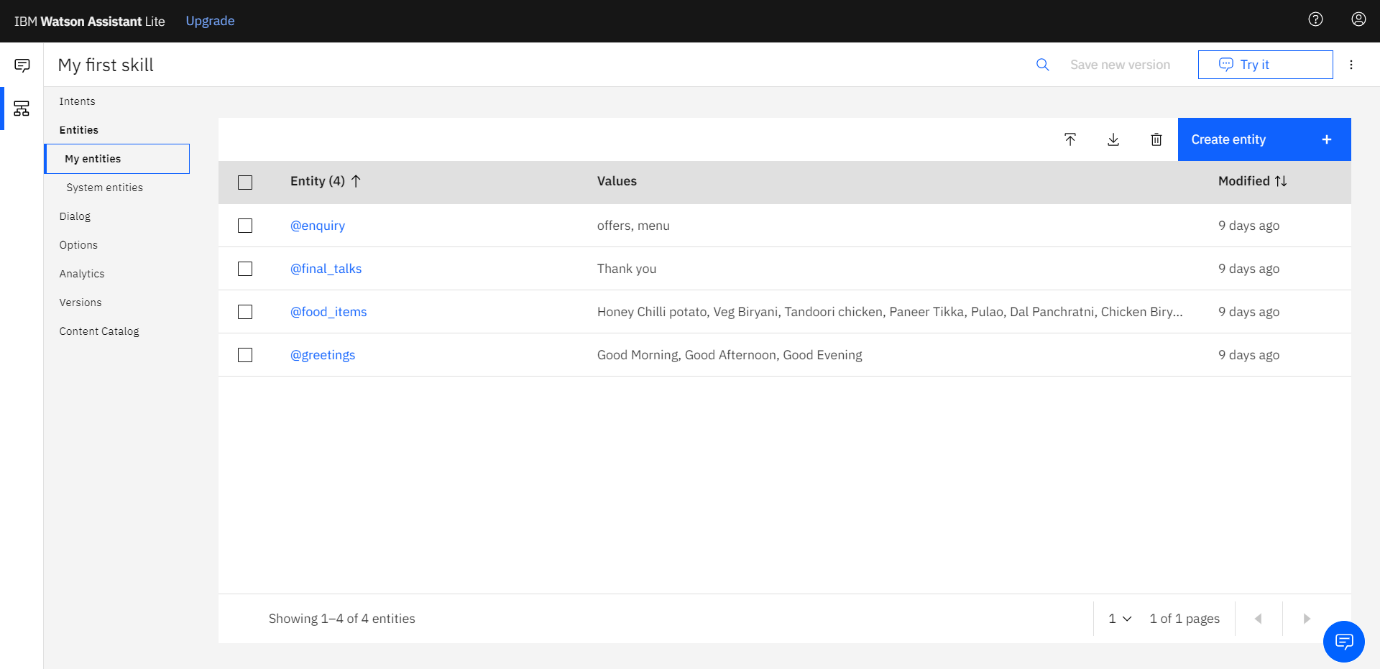 IBM Watson Assistant Lite Upgrade
My first skill Save new version Try it
Intents
Entities
My entities
System entities
Dialog
Options
Analytics
Versions
Content Catalog
Create entity +
Entity (4) Values Modified
@enquiry offers, menu 9 days ago
@final_talks Thank you 9 days ago
@food_items Honey Chilli potato, Veg Biryani, Tandoori chicken, Paneer Tikka, Pulao, Dal Panchratni, Chicken Biry... 9 days ago
@greetings Good Morning, Good Afternoon, Good Evening 9 days ago
Showing 1–4 of 4 entities 1 1 of 1 pages